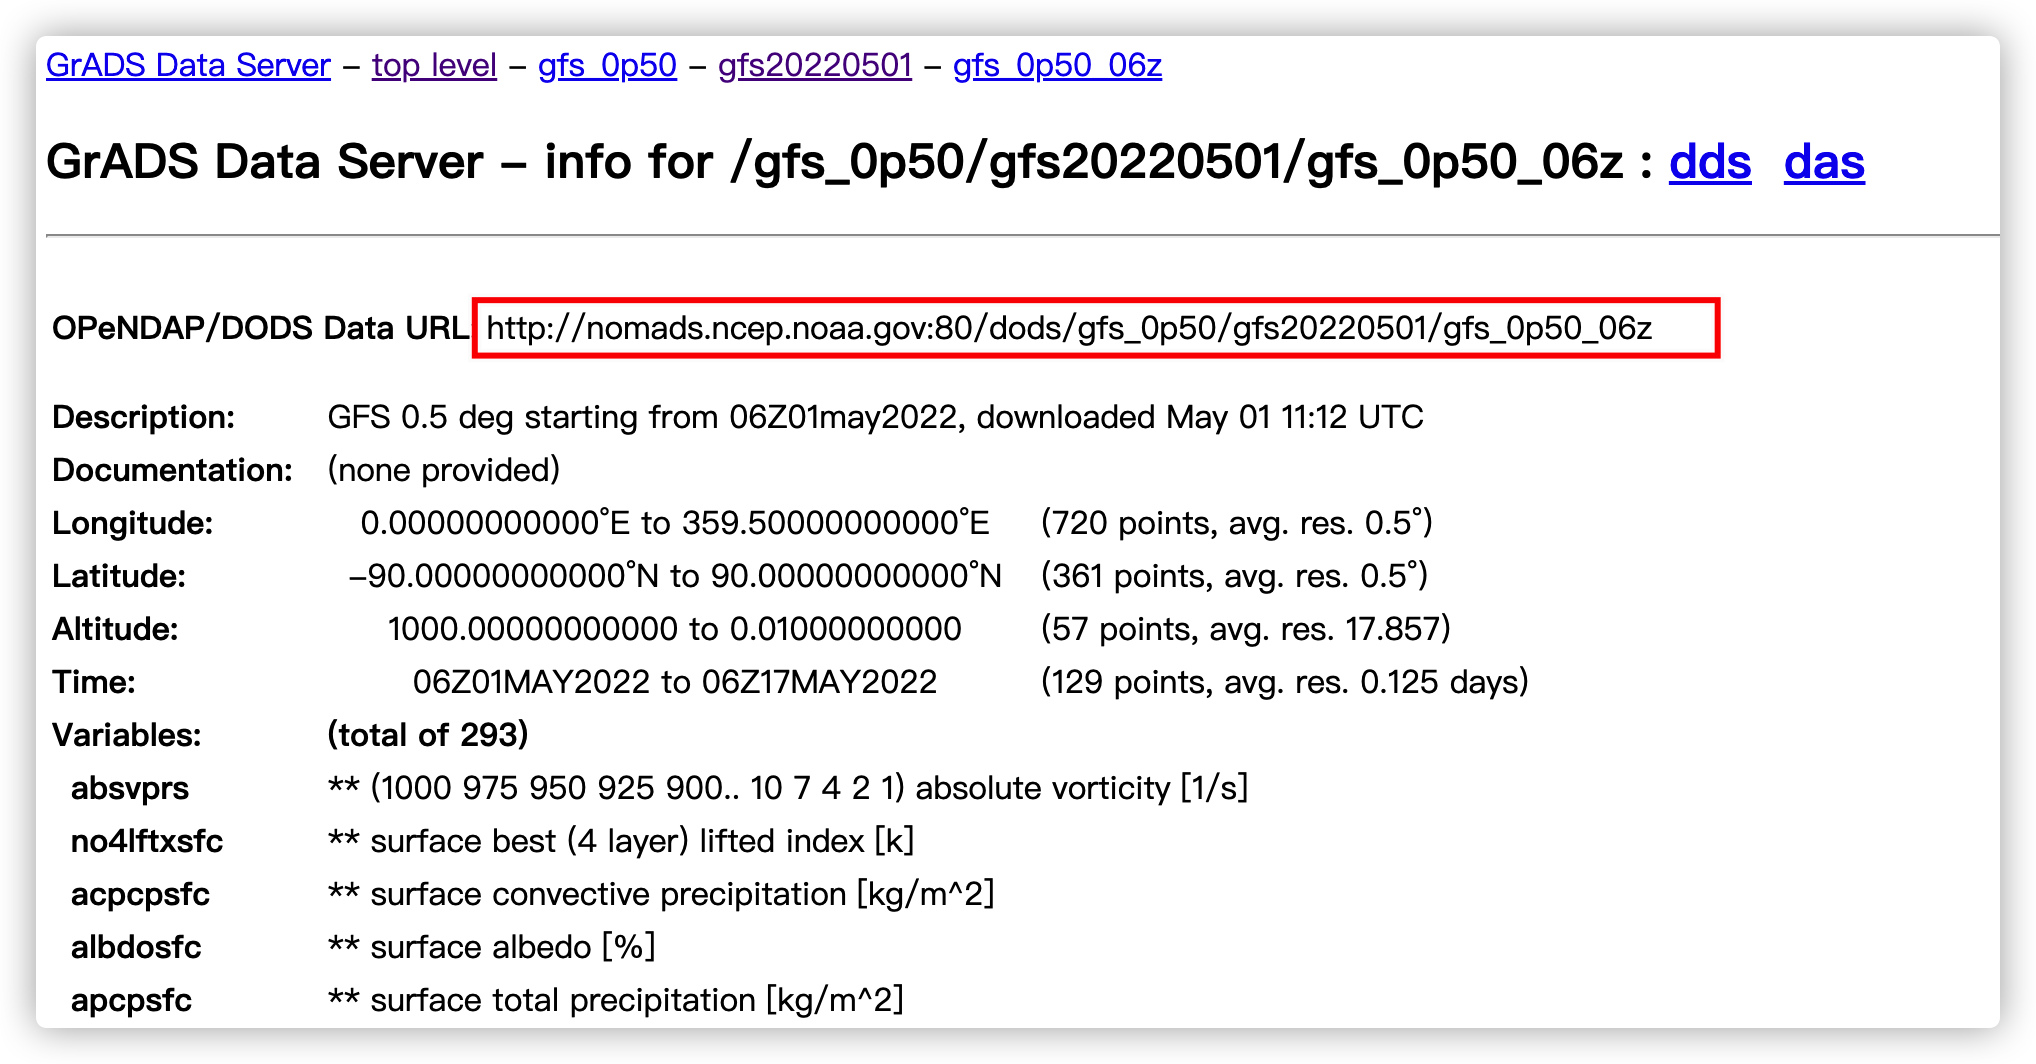 GrADS Data Server – top level – gfs_0p50 – gfs20220501 – gfs_0p50_06z
GrADS Data Server – info for /gfs_0p50/gfs20220501/gfs_0p50_06z : dds das
OPeNDAP/DODS Data URL: http://nomads.ncep.noaa.gov:80/dods/gfs_0p50/gfs20220501/gfs_0p50_06z
Description: GFS 0.5 deg starting from 06Z01may2022, downloaded May 01 11:12 UTC
Documentation: (none provided)
Longitude: 0.00000000000°E to 359.50000000000°E (720 points, avg. res. 0.5°)
Latitude: –90.00000000000°N to 90.00000000000°N (361 points, avg. res. 0.5°)
Altitude: 1000.00000000000 to 0.01000000000 (57 points, avg. res. 17.857)
Time: 06Z01MAY2022 to 06Z17MAY2022 (129 points, avg. res. 0.125 days)
Variables: (total of 293)
absvprs ** (1000 975 950 925 900.. 10 7 4 2 1) absolute vorticity [1/s]
no4lftxsfc ** surface best (4 layer) lifted index [k]
acpcpsfc ** surface convective precipitation [kg/m^2]
albdosfc ** surface albedo [%]
apcpsfc ** surface total precipitation [kg/m^2]